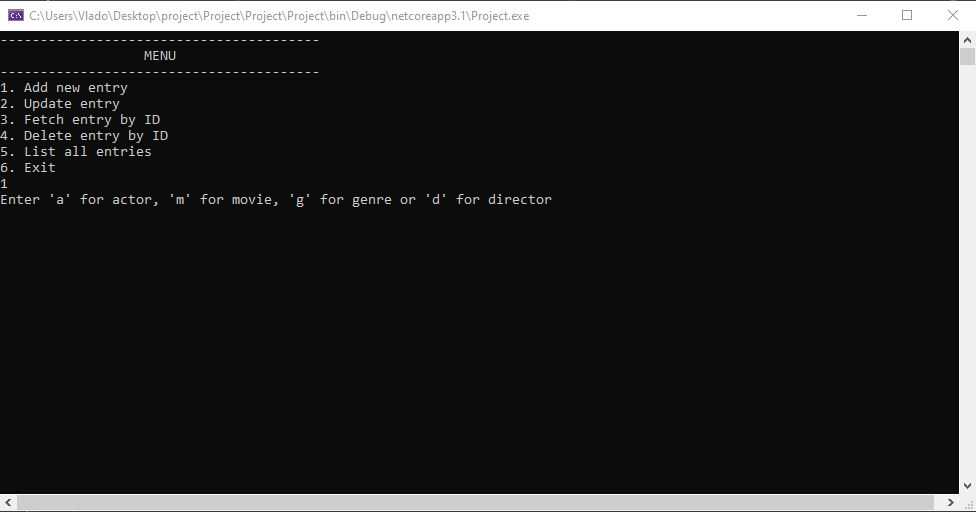 C:\Users\Vlado\Desktop\project\Project\Project\Project\bin\Debug\netcoreapp3.1\Project.exe
----------------------------------------
                  MENU
----------------------------------------
1. Add new entry
2. Update entry
3. Fetch entry by ID
4. Delete entry by ID
5. List all entries
6. Exit
1
Enter 'a' for actor, 'm' for movie, 'g' for genre or 'd' for director